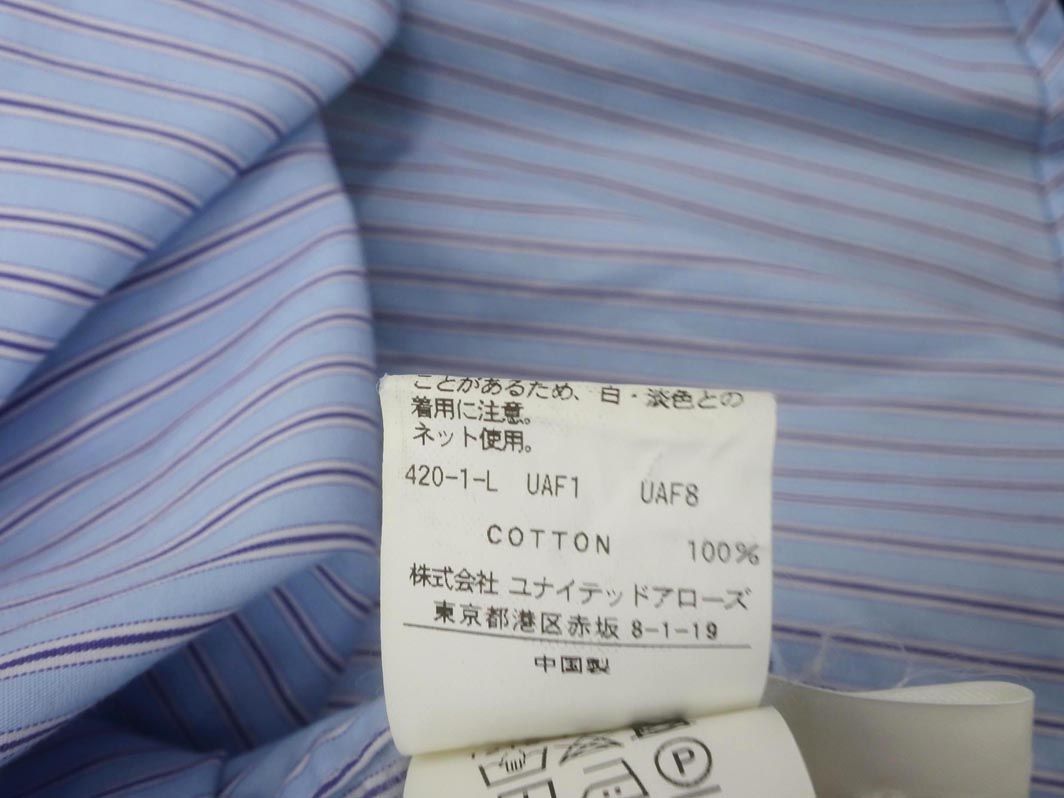 ことがあるため、白・淡色との
着用に注意。
ネット使用。
420-1-L UAF1 UAF8
COTTON 100%
株式会社 ユナイテッドアローズ
東京都港区赤坂 8-1-19
中国製
P